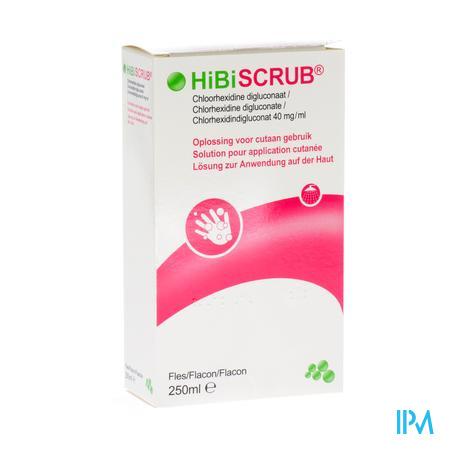 HiBiSCRUB®
Chloorhexidine digluconaat /
Chlorhexidine digluconate /
Chlorhexidindigluconat 40 mg/ml
Oplossing voor cutaan gebruik
Solution pour application cutanée
Lösung zur Anwendung auf der Haut
Fles/Flacon/Flacon
250ml ℮
IPM